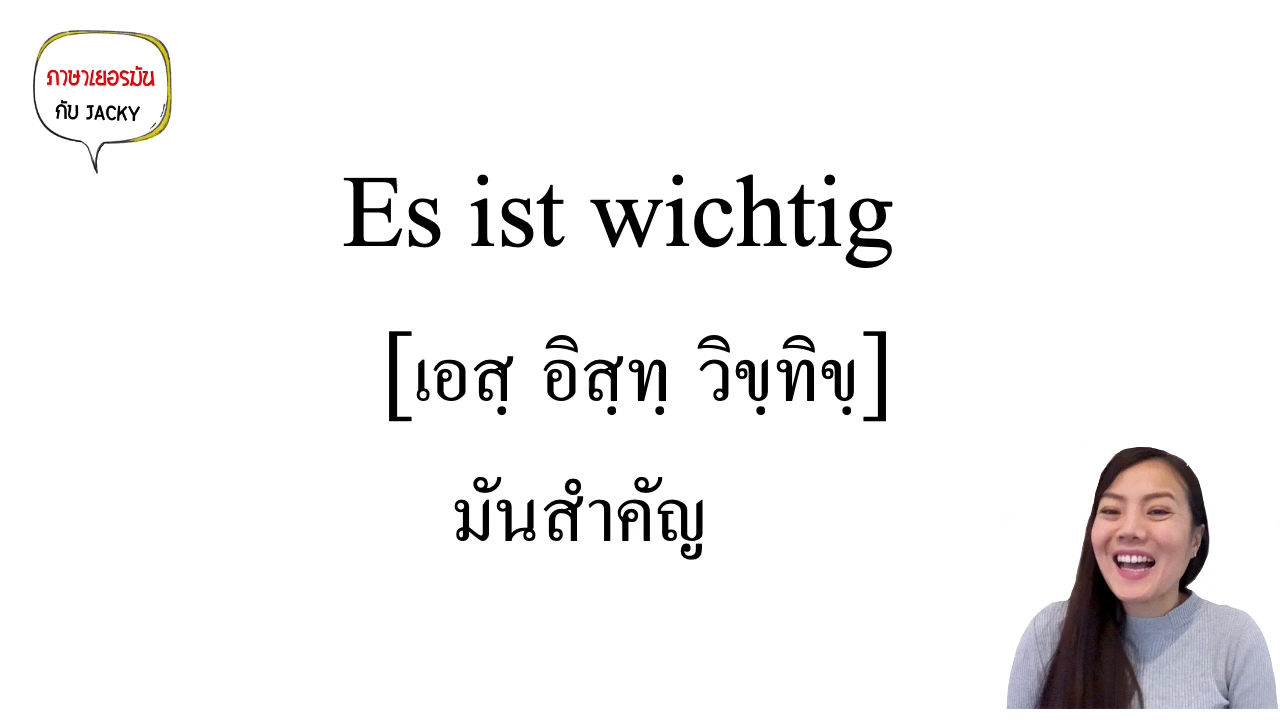 ภาษาเยอรมัน
กับ JACKY
Es ist wichtig
[เอสฺ อิสฺทฺ วิขฺทิขฺ]
มันสำคัญ